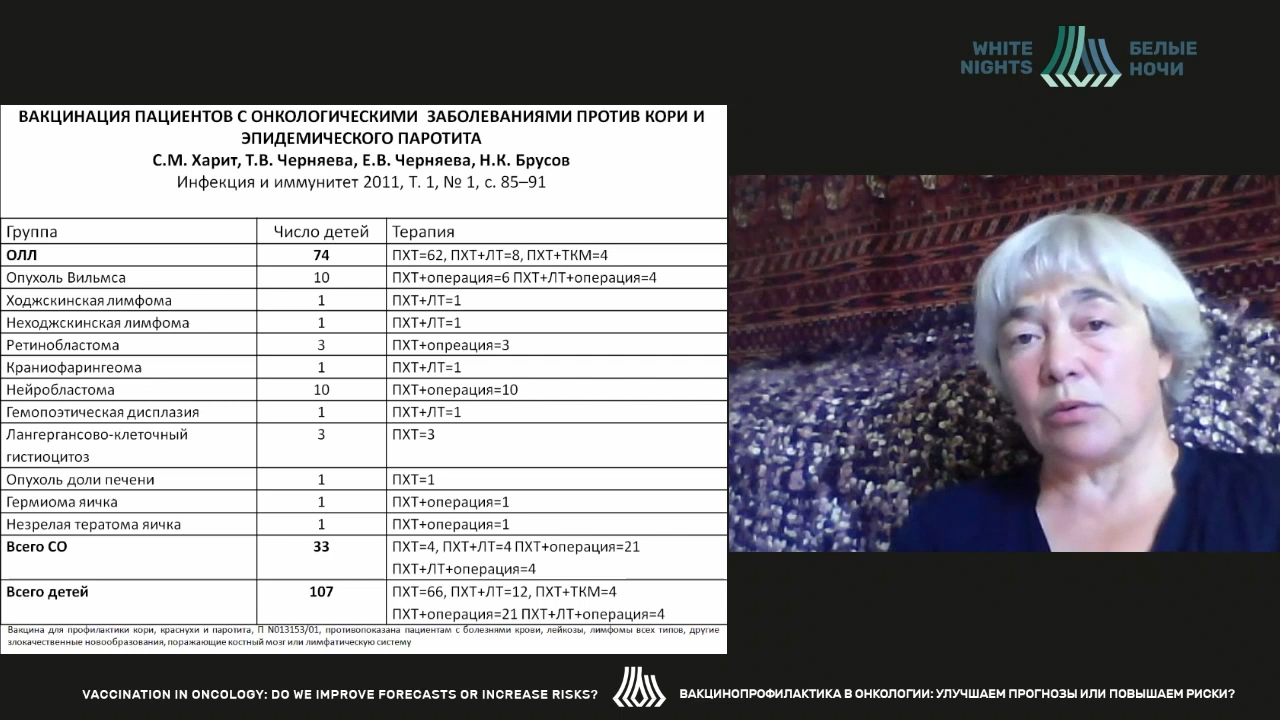 WHITE
NIGHTS
БЕЛЫЕ
НОЧИ
ВАКЦИНАЦИЯ ПАЦИЕНТОВ С ОНКОЛОГИЧЕСКИМИ ЗАБОЛЕВАНИЯМИ ПРОТИВ КОРИ И
ЭПИДЕМИЧЕСКОГО ПАРОТИТА
С.М. Харит, Т.В. Черняева, Е.В. Черняева, Н.К. Брусов
Инфекция и иммунитет 2011, Т. 1, № 1, с. 85–91
Группа Число детей Терапия
ОЛЛ 74 ПХТ=62, ПХТ+ЛТ=8, ПХТ+ТКМ=4
Опухоль Вильмса 10 ПХТ+операция=6 ПХТ+ЛТ+операция=4
Ходжскинская лимфома 1 ПХТ+ЛТ=1
Неходжскинская лимфома 1 ПХТ+ЛТ=1
Ретинобластома 3 ПХТ+опреация=3
Краниофарингеома 1 ПХТ+ЛТ=1
Нейробластома 10 ПХТ+операция=10
Гемопоэтическая дисплазия 1 ПХТ+ЛТ=1
Лангергансово-клеточный 3 ПХТ=3
гистиоцитоз
Опухоль доли печени 1 ПХТ=1
Гермиома яичка 1 ПХТ+операция=1
Незрелая тератома яичка 1 ПХТ+операция=1
Всего СО 33 ПХТ=4, ПХТ+ЛТ=4 ПХТ+операция=21
ПХТ+ЛТ+операция=4
Всего детей 107 ПХТ=66, ПХТ+ЛТ=12, ПХТ+ТКМ=4
ПХТ+операция=21 ПХТ+ЛТ+операция=4
Вакцина для профилактики кори, краснухи и паротита, П N013153/01, противопоказана пациентам с болезнями крови, лейкозы, лимфомы всех типов, другие
злокачественные новообразования, поражающие костный мозг или лимфатическую систему
VACCINATION IN ONCOLOGY: DO WE IMPROVE FORECASTS OR INCREASE RISKS?
ВАКЦИНОПРОФИЛАКТИКА В ОНКОЛОГИИ: УЛУЧШАЕМ ПРОГНОЗЫ ИЛИ ПОВЫШАЕМ РИСКИ?